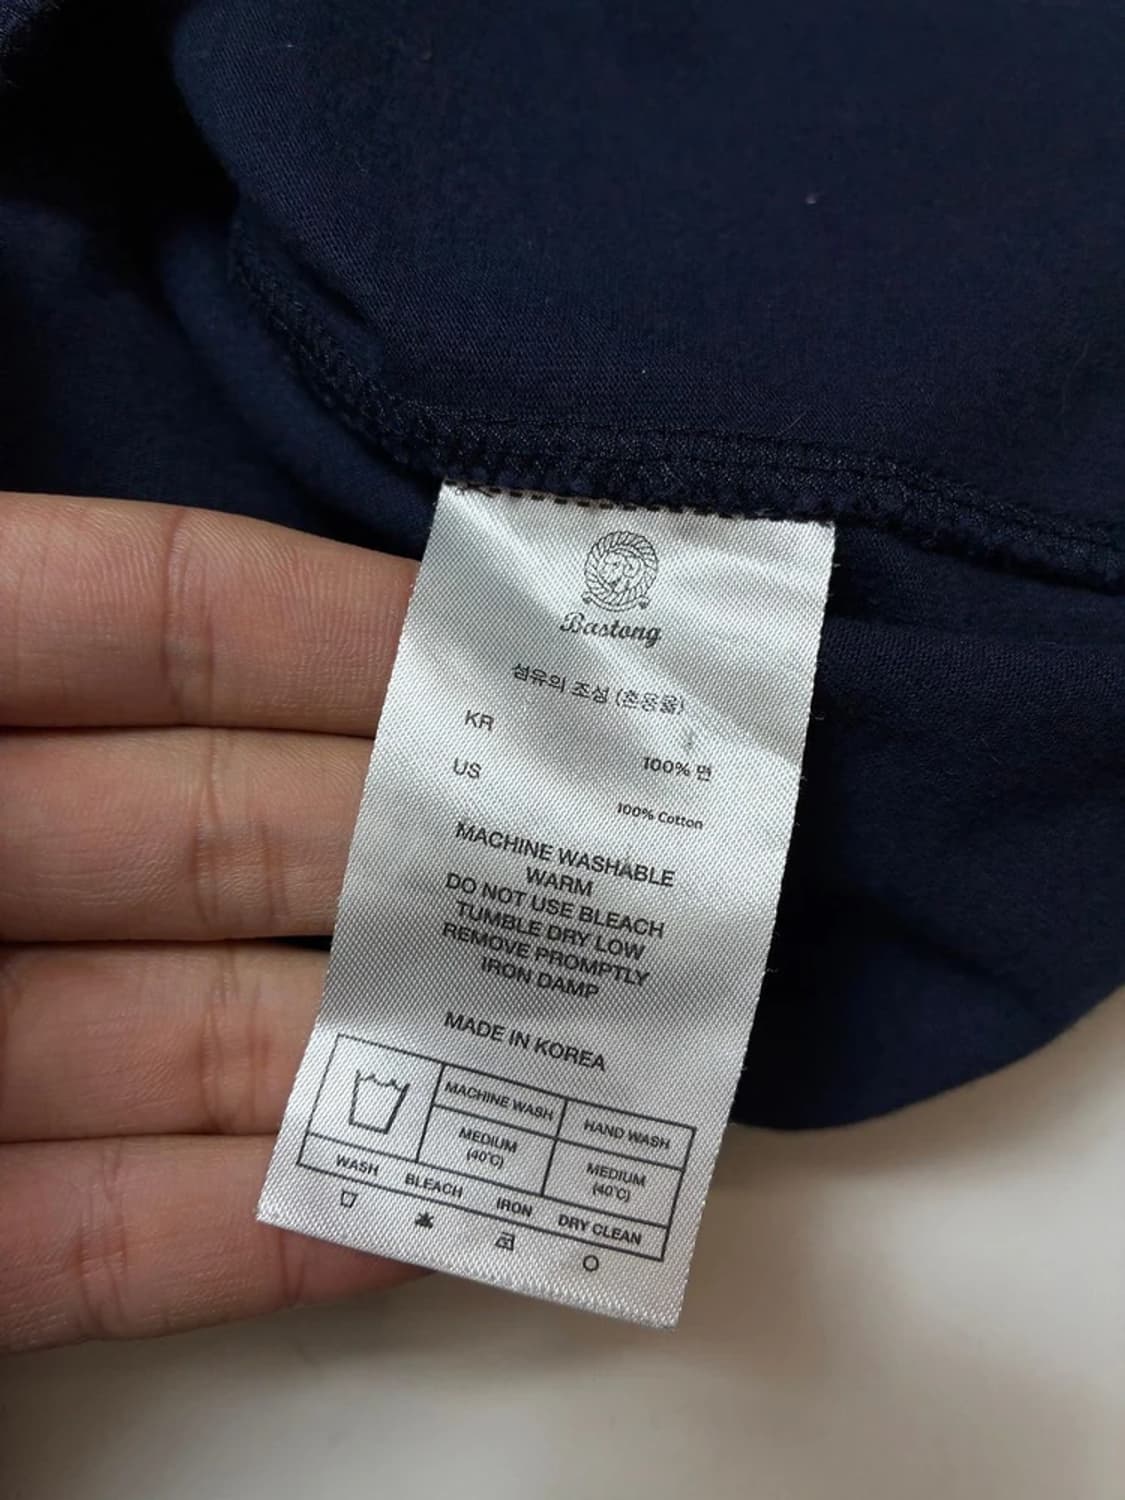 Bastong
섬유의 조성 (혼용율)
KR
100% 면
US
100% Cotton
MACHINE WASHABLE
WARM
DO NOT USE BLEACH
TUMBLE DRY LOW
REMOVE PROMPTLY
IRON DAMP
MADE IN KOREA
MACHINE WASH HAND WASH
MEDIUM MEDIUM
(40℃) (40℃)
WASH BLEACH IRON DRY CLEAN